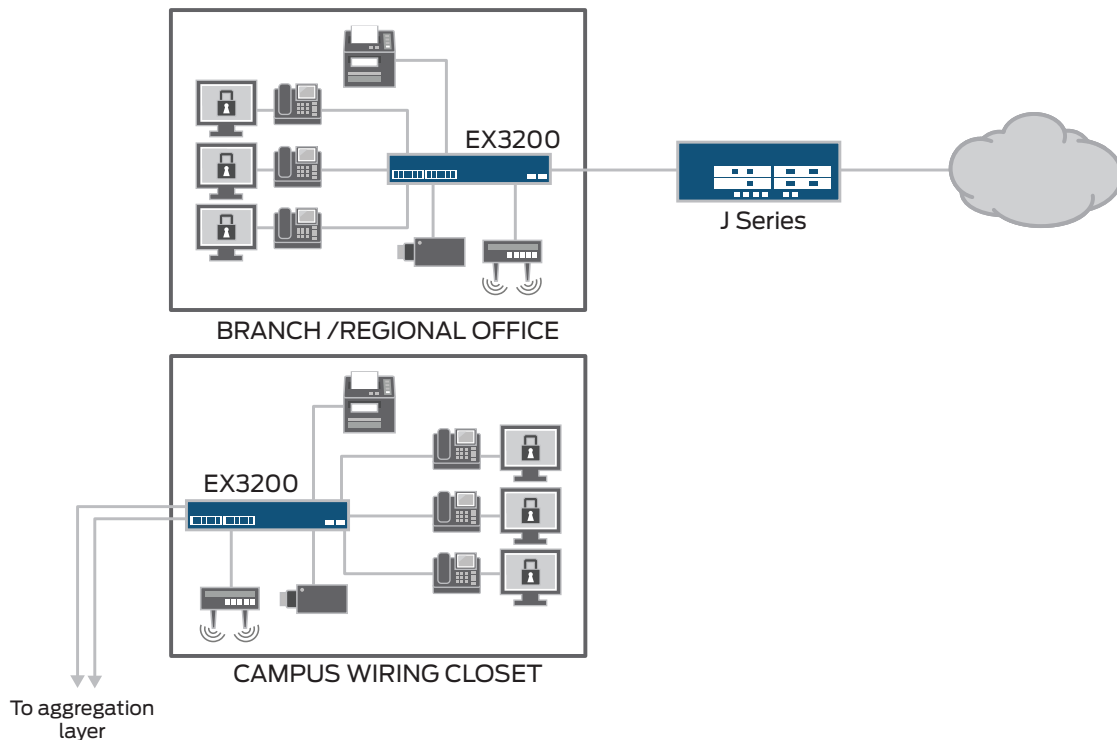 EX3200
J Series
BRANCH /REGIONAL OFFICE
EX3200
CAMPUS WIRING CLOSET
To aggregation
layer